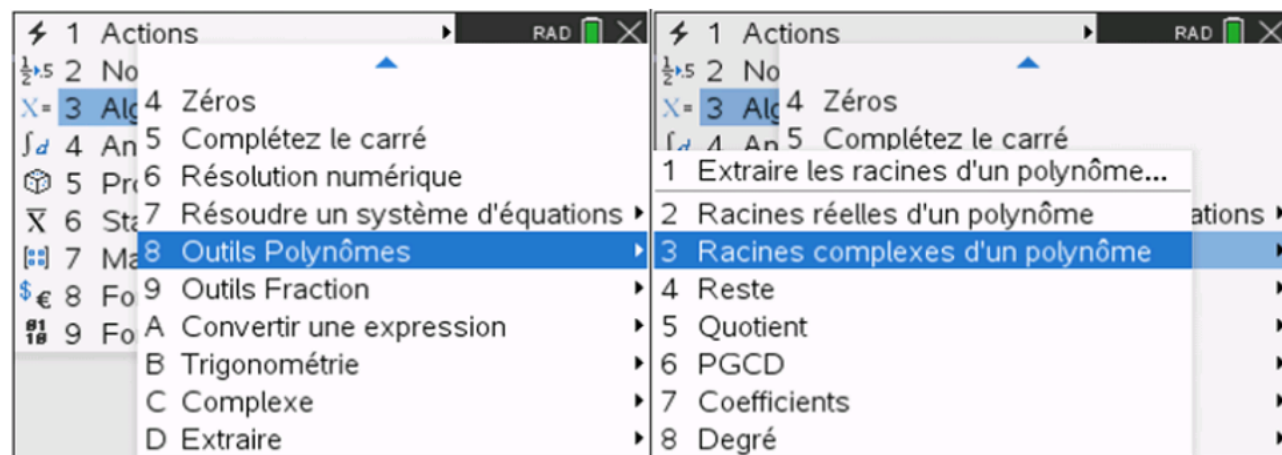 1 Actions
RAD
2 No
3 Alg
4 An
5 Pro
6 Sta
7 Ma
8 Fo
9 Fo
4 Zéros
5 Complétez le carré
6 Résolution numérique
7 Résoudre un système d'équations
8 Outils Polynômes
9 Outils Fraction
A Convertir une expression
B Trigonométrie
C Complexe
D Extraire
1 Actions
RAD
2 No
3 Alg
4 An
4 Zéros
5 Complétez le carré
ations
1 Extraire les racines d'un polynôme...
2 Racines réelles d'un polynôme
3 Racines complexes d'un polynôme
4 Reste
5 Quotient
6 PGCD
7 Coefficients
8 Degré